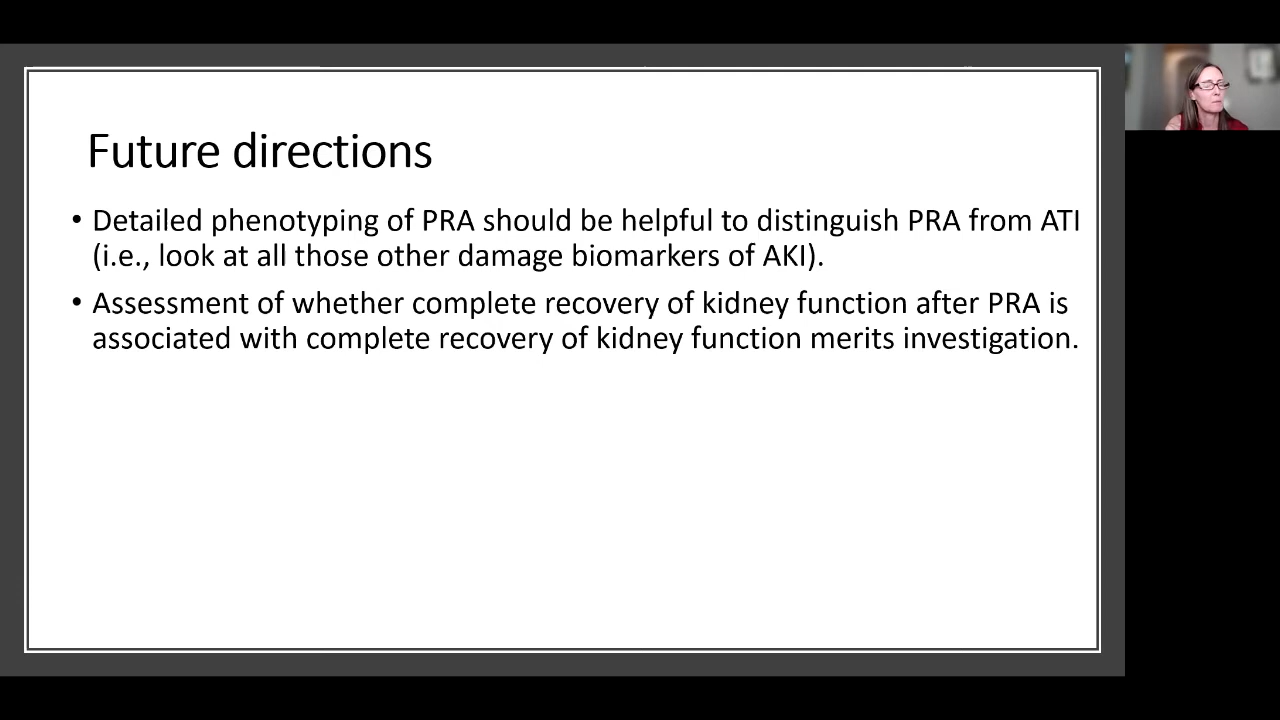 Future directions
• Detailed phenotyping of PRA should be helpful to distinguish PRA from ATI
(i.e., look at all those other damage biomarkers of AKI).
• Assessment of whether complete recovery of kidney function after PRA is
associated with complete recovery of kidney function merits investigation.